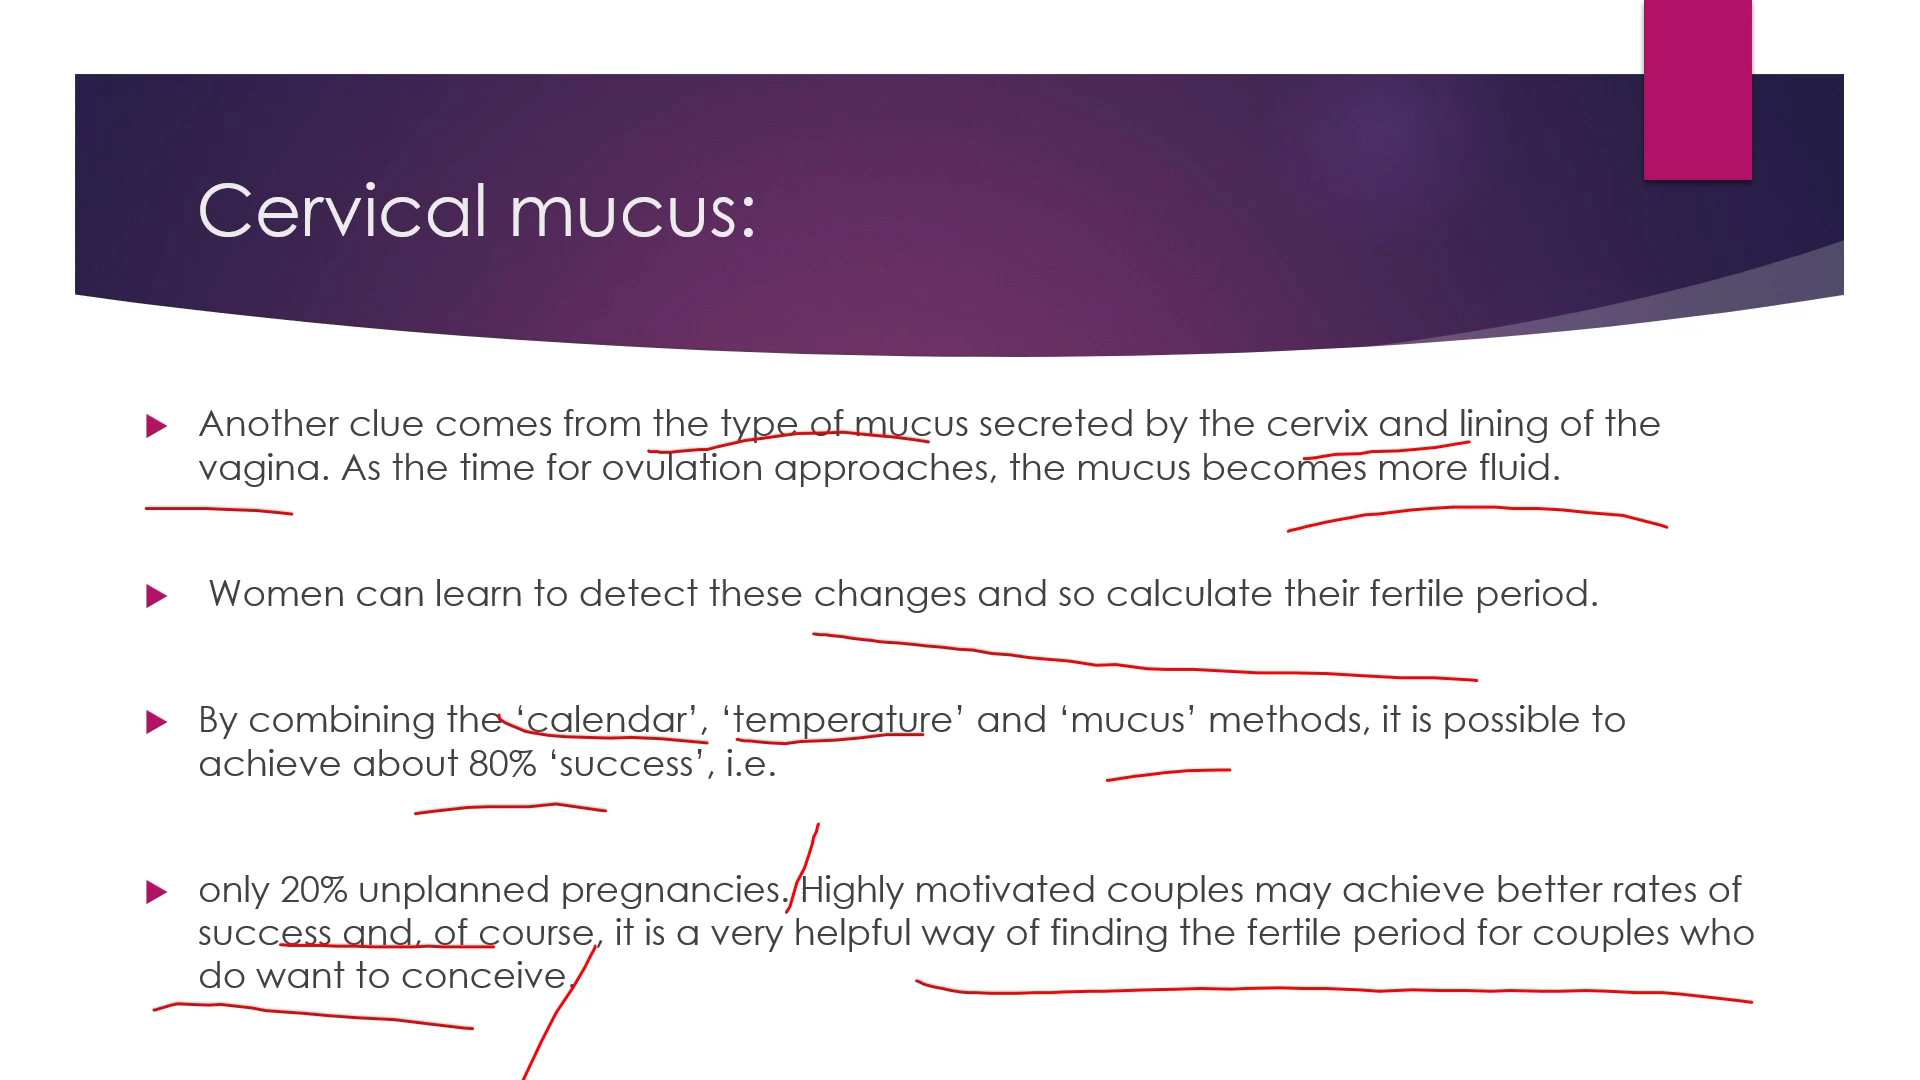 Cervical mucus:
Another clue comes from the type of mucus secreted by the cervix and lining of the
vagina. As the time for ovulation approaches, the mucus becomes more fluid.
Women can learn to detect these changes and so calculate their fertile period.
By combining the ‘calendar’, ‘temperature’ and ‘mucus’ methods, it is possible to
achieve about 80% ‘success’, i.e.
only 20% unplanned pregnancies. Highly motivated couples may achieve better rates of
success and, of course, it is a very helpful way of finding the fertile period for couples who
do want to conceive.